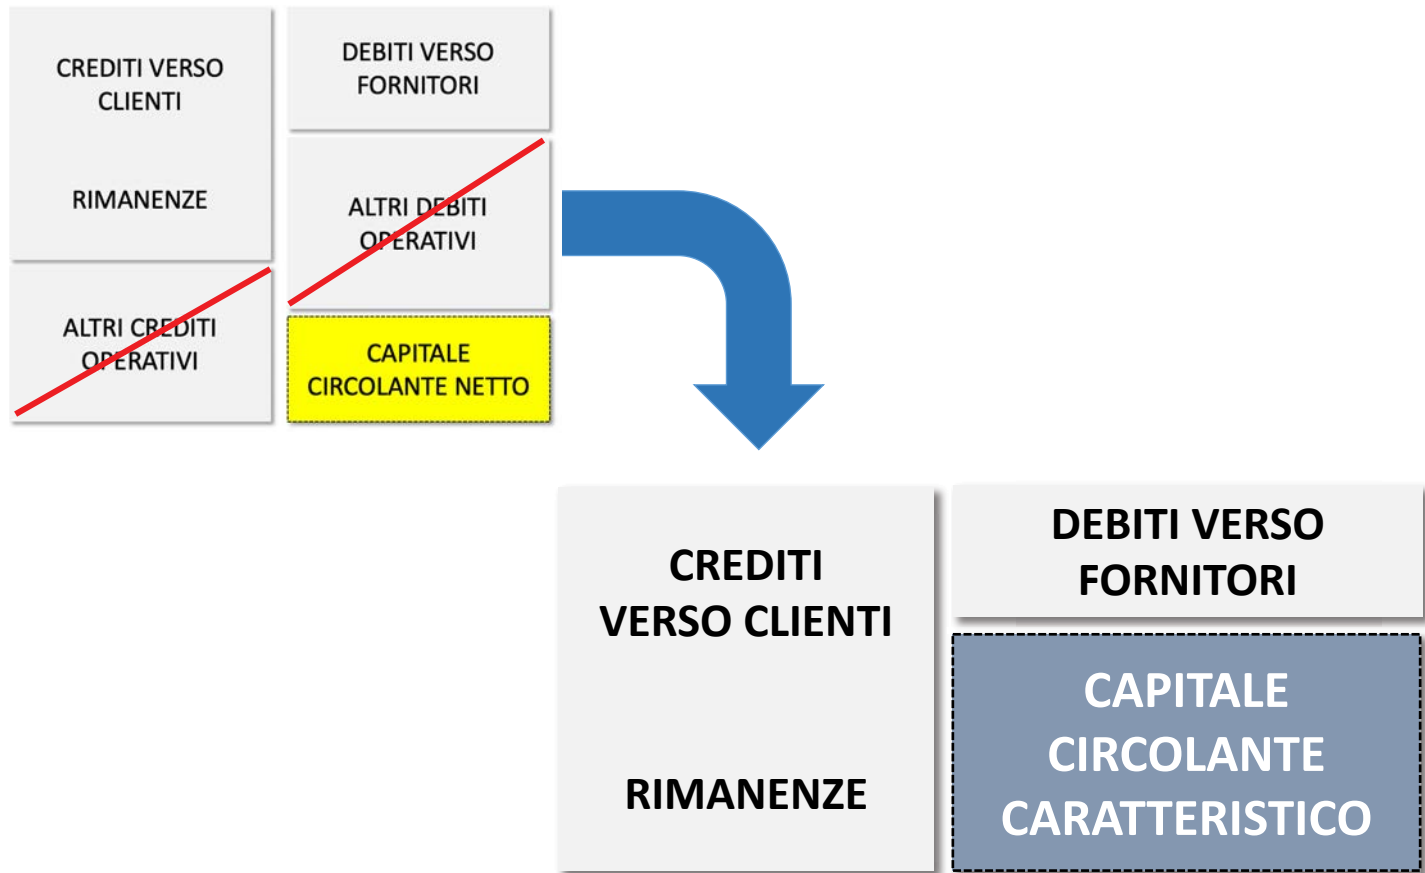 CREDITI VERSO
CLIENTI
RIMANENZE
ALTRI CREDITI
OPERATIVI
DEBITI VERSO
FORNITORI
ALTRI DEBITI
OPERATIVI
CAPITALE
CIRCOLANTE NETTO
CREDITI
VERSO CLIENTI
RIMANENZE
DEBITI VERSO
FORNITORI
CAPITALE
CIRCOLANTE
CARATTERISTICO